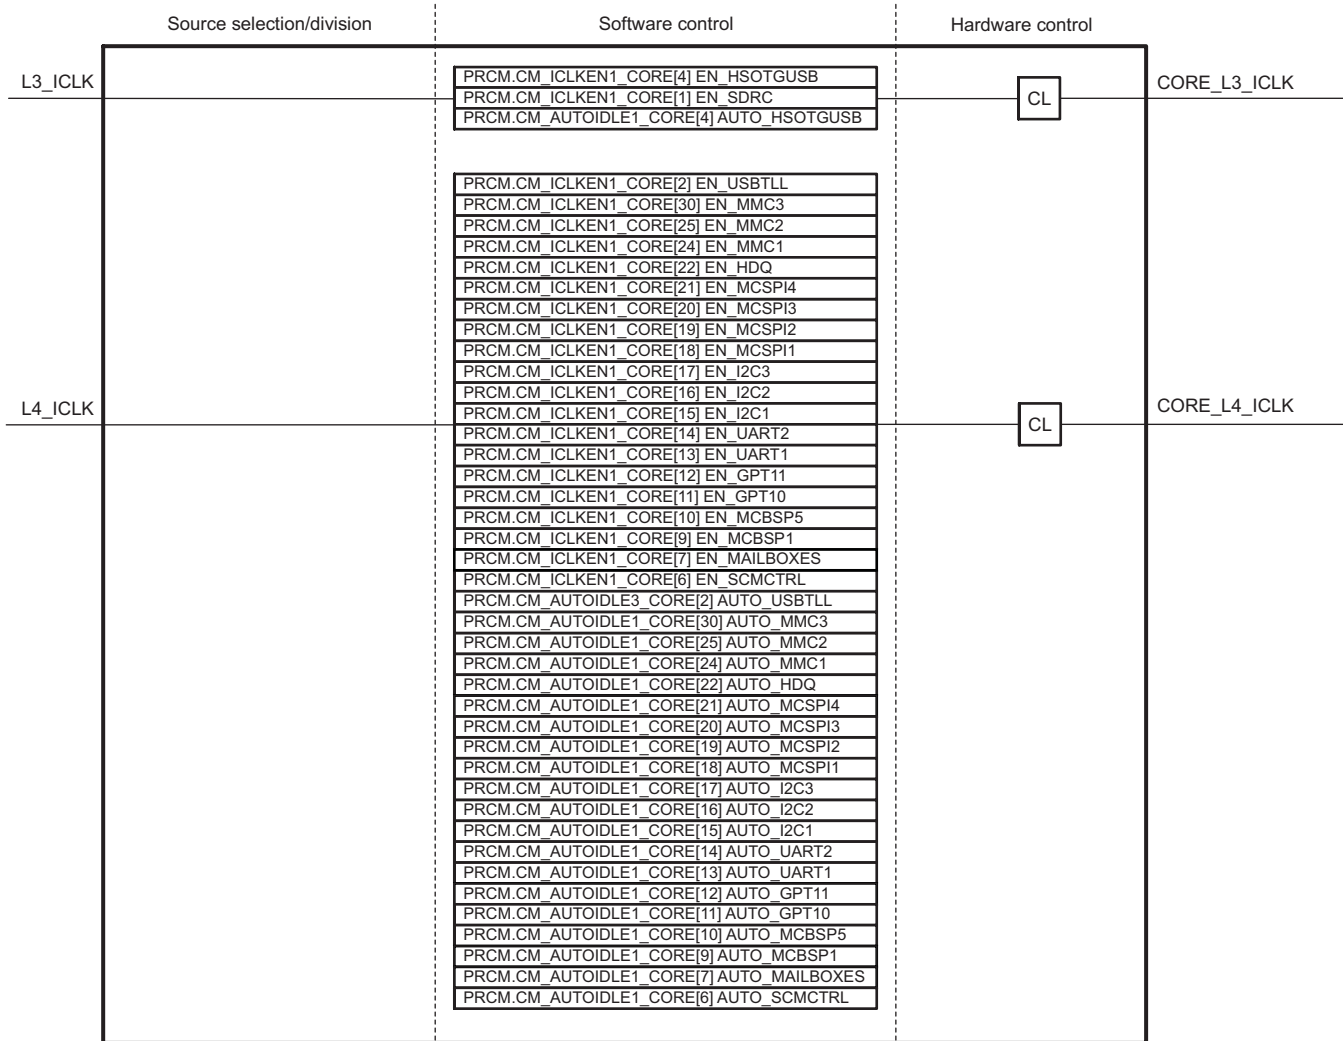 Source selection/division
Software control
Hardware control
L3_ICLK
PRCM.CM_ICLKEN1_CORE[4] EN_HSOTGUSB
PRCM.CM_ICLKEN1_CORE[1] EN_SDRC
PRCM.CM_AUTOIDLE1_CORE[4] AUTO_HSOTGUSB
CL
CORE_L3_ICLK
PRCM.CM_ICLKEN1_CORE[2] EN_USBTLL
PRCM.CM_ICLKEN1_CORE[30] EN_MMC3
PRCM.CM_ICLKEN1_CORE[25] EN_MMC2
PRCM.CM_ICLKEN1_CORE[24] EN_MMC1
PRCM.CM_ICLKEN1_CORE[22] EN_HDQ
PRCM.CM_ICLKEN1_CORE[21] EN_MCSPI4
PRCM.CM_ICLKEN1_CORE[20] EN_MCSPI3
PRCM.CM_ICLKEN1_CORE[19] EN_MCSPI2
PRCM.CM_ICLKEN1_CORE[18] EN_MCSPI1
PRCM.CM_ICLKEN1_CORE[17] EN_I2C3
PRCM.CM_ICLKEN1_CORE[16] EN_I2C2
L4_ICLK
PRCM.CM_ICLKEN1_CORE[15] EN_I2C1
PRCM.CM_ICLKEN1_CORE[14] EN_UART2
CL
CORE_L4_ICLK
PRCM.CM_ICLKEN1_CORE[13] EN_UART1
PRCM.CM_ICLKEN1_CORE[12] EN_GPT11
PRCM.CM_ICLKEN1_CORE[11] EN_GPT10
PRCM.CM_ICLKEN1_CORE[10] EN_MCBSP5
PRCM.CM_ICLKEN1_CORE[9] EN_MCBSP1
PRCM.CM_ICLKEN1_CORE[7] EN_MAILBOXES
PRCM.CM_ICLKEN1_CORE[6] EN_SCMCTRL
PRCM.CM_AUTOIDLE3_CORE[2] AUTO_USBTLL
PRCM.CM_AUTOIDLE1_CORE[30] AUTO_MMC3
PRCM.CM_AUTOIDLE1_CORE[25] AUTO_MMC2
PRCM.CM_AUTOIDLE1_CORE[24] AUTO_MMC1
PRCM.CM_AUTOIDLE1_CORE[22] AUTO_HDQ
PRCM.CM_AUTOIDLE1_CORE[21] AUTO_MCSPI4
PRCM.CM_AUTOIDLE1_CORE[20] AUTO_MCSPI3
PRCM.CM_AUTOIDLE1_CORE[19] AUTO_MCSPI2
PRCM.CM_AUTOIDLE1_CORE[18] AUTO_MCSPI1
PRCM.CM_AUTOIDLE1_CORE[17] AUTO_I2C3
PRCM.CM_AUTOIDLE1_CORE[16] AUTO_I2C2
PRCM.CM_AUTOIDLE1_CORE[15] AUTO_I2C1
PRCM.CM_AUTOIDLE1_CORE[14] AUTO_UART2
PRCM.CM_AUTOIDLE1_CORE[13] AUTO_UART1
PRCM.CM_AUTOIDLE1_CORE[12] AUTO_GPT11
PRCM.CM_AUTOIDLE1_CORE[11] AUTO_GPT10
PRCM.CM_AUTOIDLE1_CORE[10] AUTO_MCBSP5
PRCM.CM_AUTOIDLE1_CORE[9] AUTO_MCBSP1
PRCM.CM_AUTOIDLE1_CORE[7] AUTO_MAILBOXES
PRCM.CM_AUTOIDLE1_CORE[6] AUTO_SCMCTRL